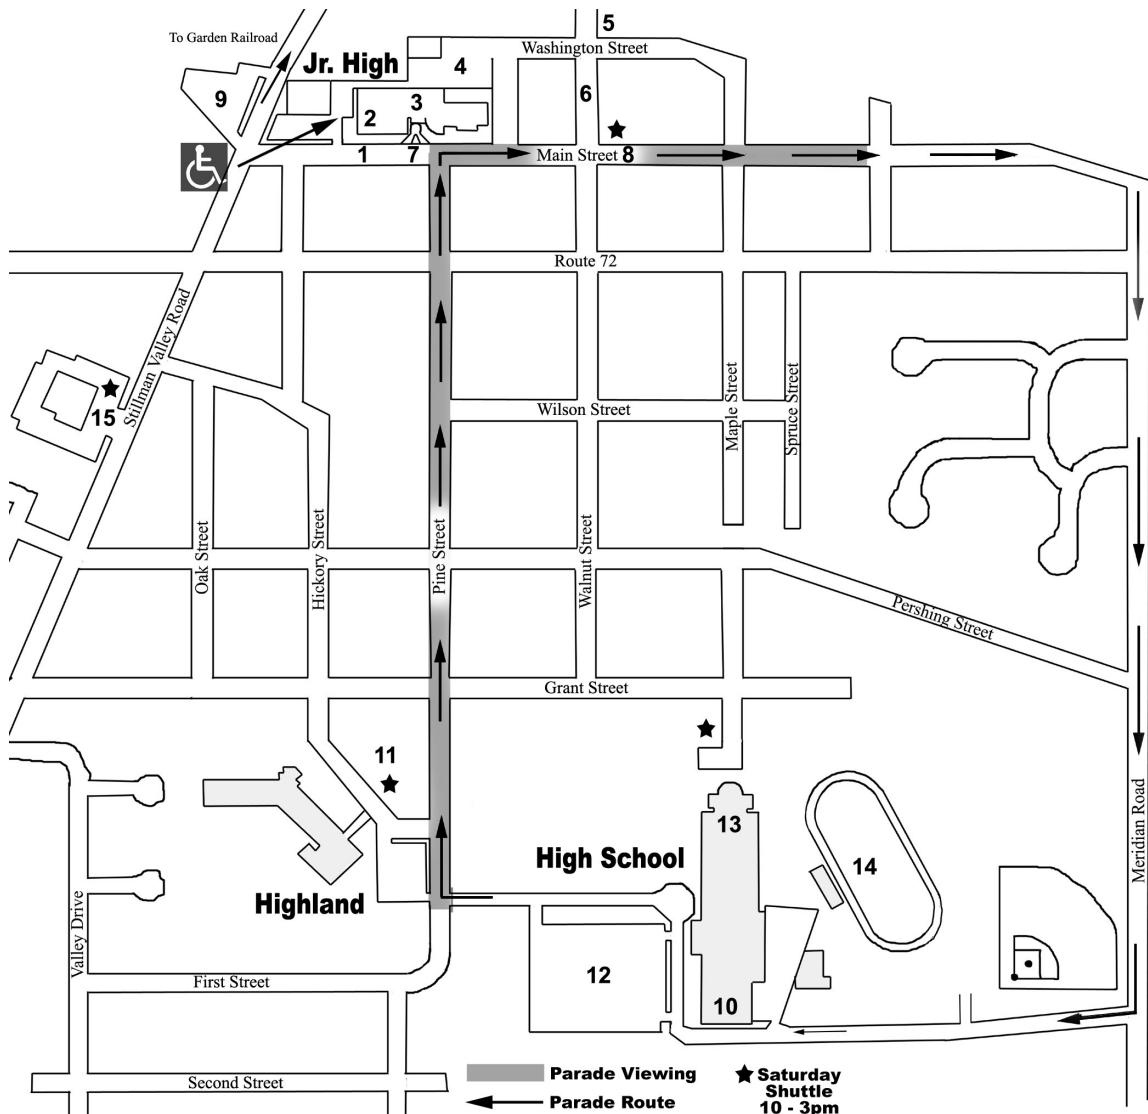 5
To Garden Railroad
Washington Street
Jr. High
4
9
3
6
2
1
7
Main Street
8
Route 72
Stillman Valley Road
15
Wilson Street
Maple Street
Spruce Street
Oak Street
Hickory Street
Pine Street
Walnut Street
Pershing Street
Grant Street
11
13
High School
14
Meridian Road
Highland
Valley Drive
12
First Street
10
Second Street
Parade Viewing
Parade Route
Saturday
Shuttle
10 - 3pm